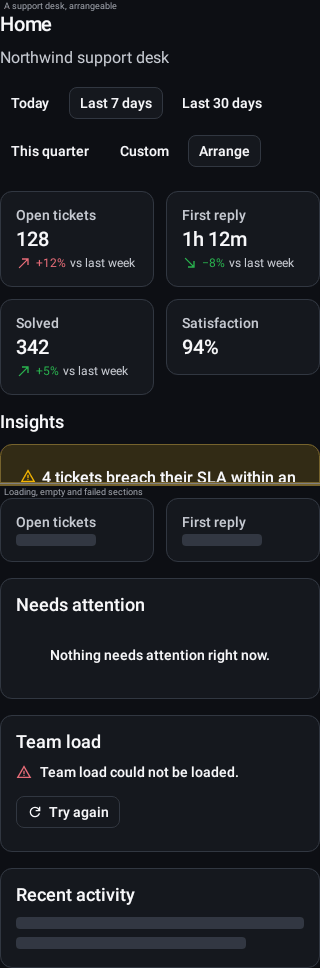 A support desk, arrangeable
Home
Northwind support desk
Today
Last 7 days
Last 30 days
This quarter
Custom
Arrange
Open tickets
128
+12% vs last week
First reply
1h 12m
−8% vs last week
Solved
342
+5% vs last week
Satisfaction
94%
Insights
4 tickets breach their SLA within an
Loading, empty and failed sections
Open tickets
First reply
Needs attention
Nothing needs attention right now.
Team load
Team load could not be loaded.
Try again
Recent activity